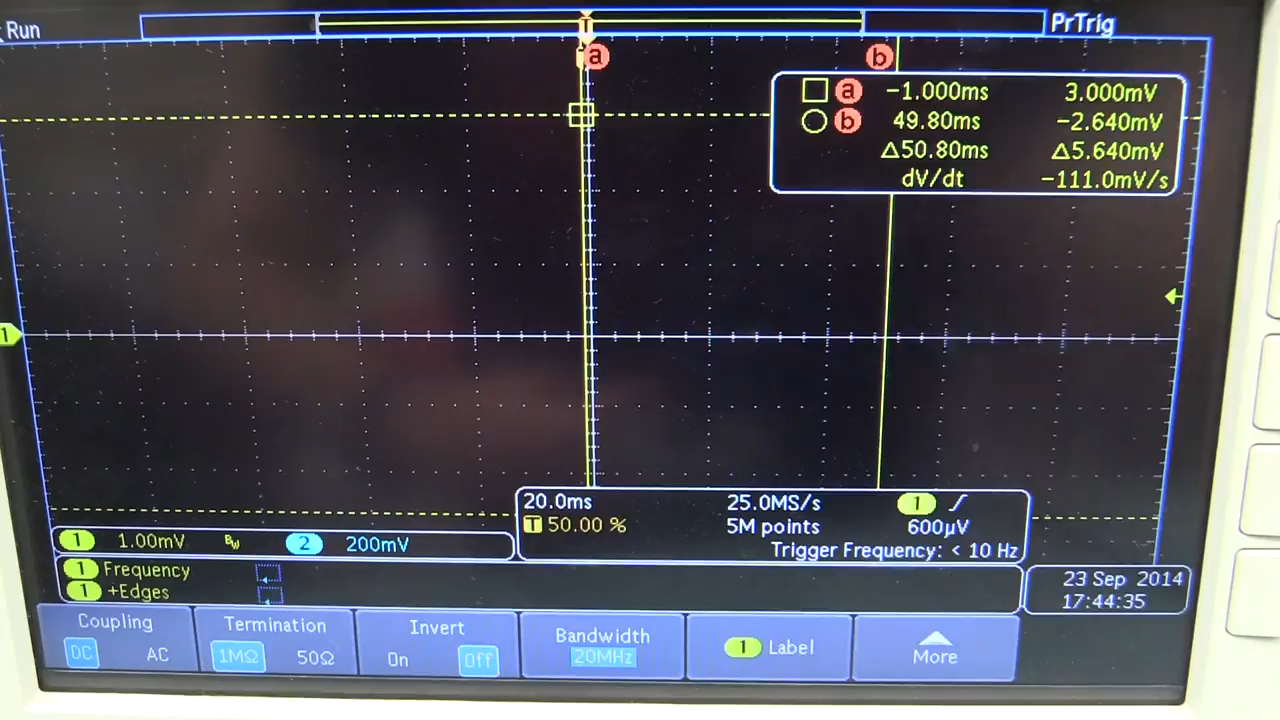 Run
T
PrTrig
a
b
a −1.000ms 3.000mV
b 49.80ms −2.640mV
Δ50.80ms Δ5.640mV
dV/dt −111.0mV/s
1
20.0ms 25.0MS/s 1
T 50.00 % 5M points 600µV
Trigger Frequency: < 10 Hz
1 1.00mV BW 2 200mV
1 Frequency
1 +Edges
23 Sep 2014
17:44:35
Coupling
DC AC
Termination
1MΩ 50Ω
Invert
On Off
Bandwidth
20MHz
1 Label
More